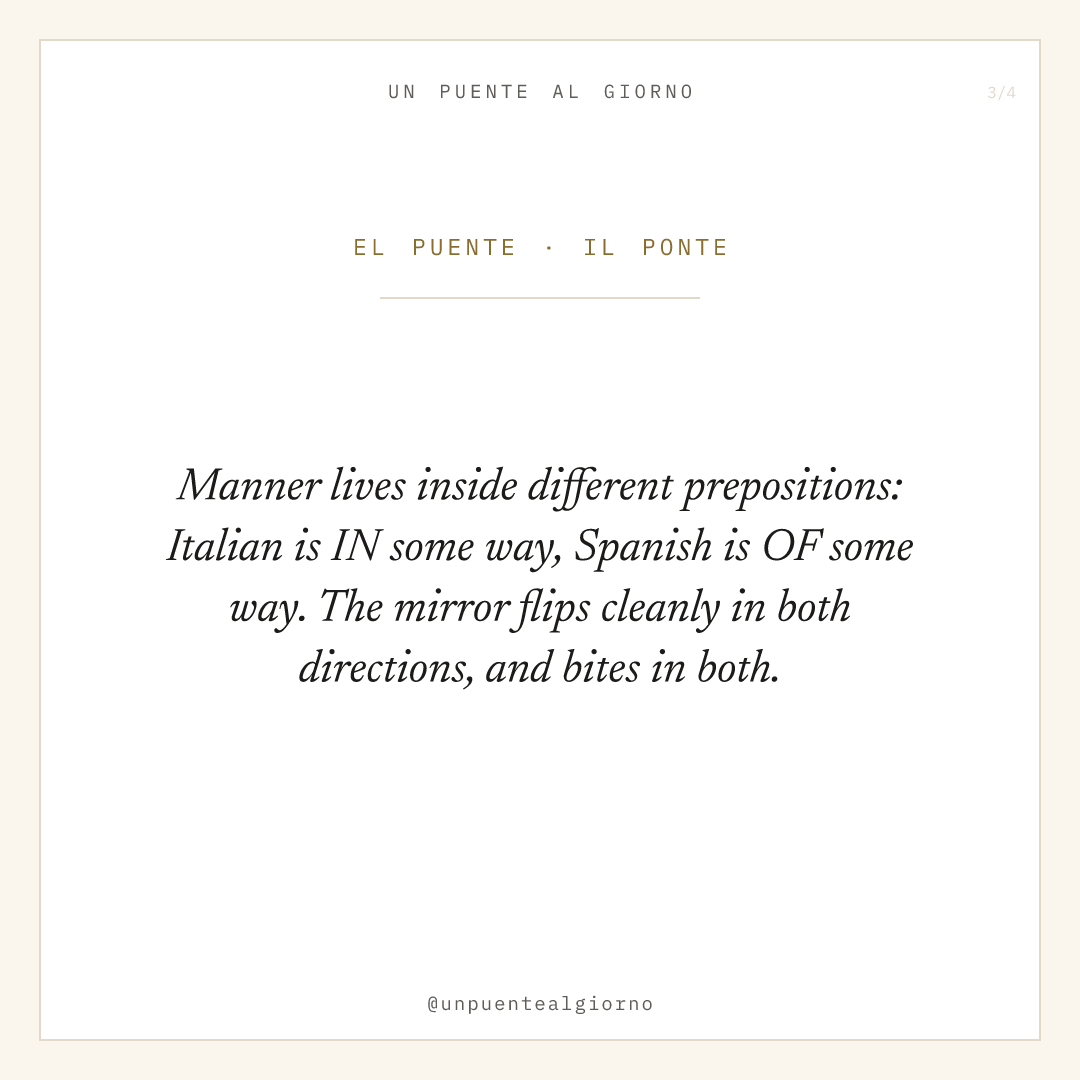 UN PUENTE AL GIORNO
3/4
EL PUENTE · IL PONTE
Manner lives inside different prepositions:
Italian is IN some way, Spanish is OF some
way. The mirror flips cleanly in both
directions, and bites in both.
@unpuentealgiorno